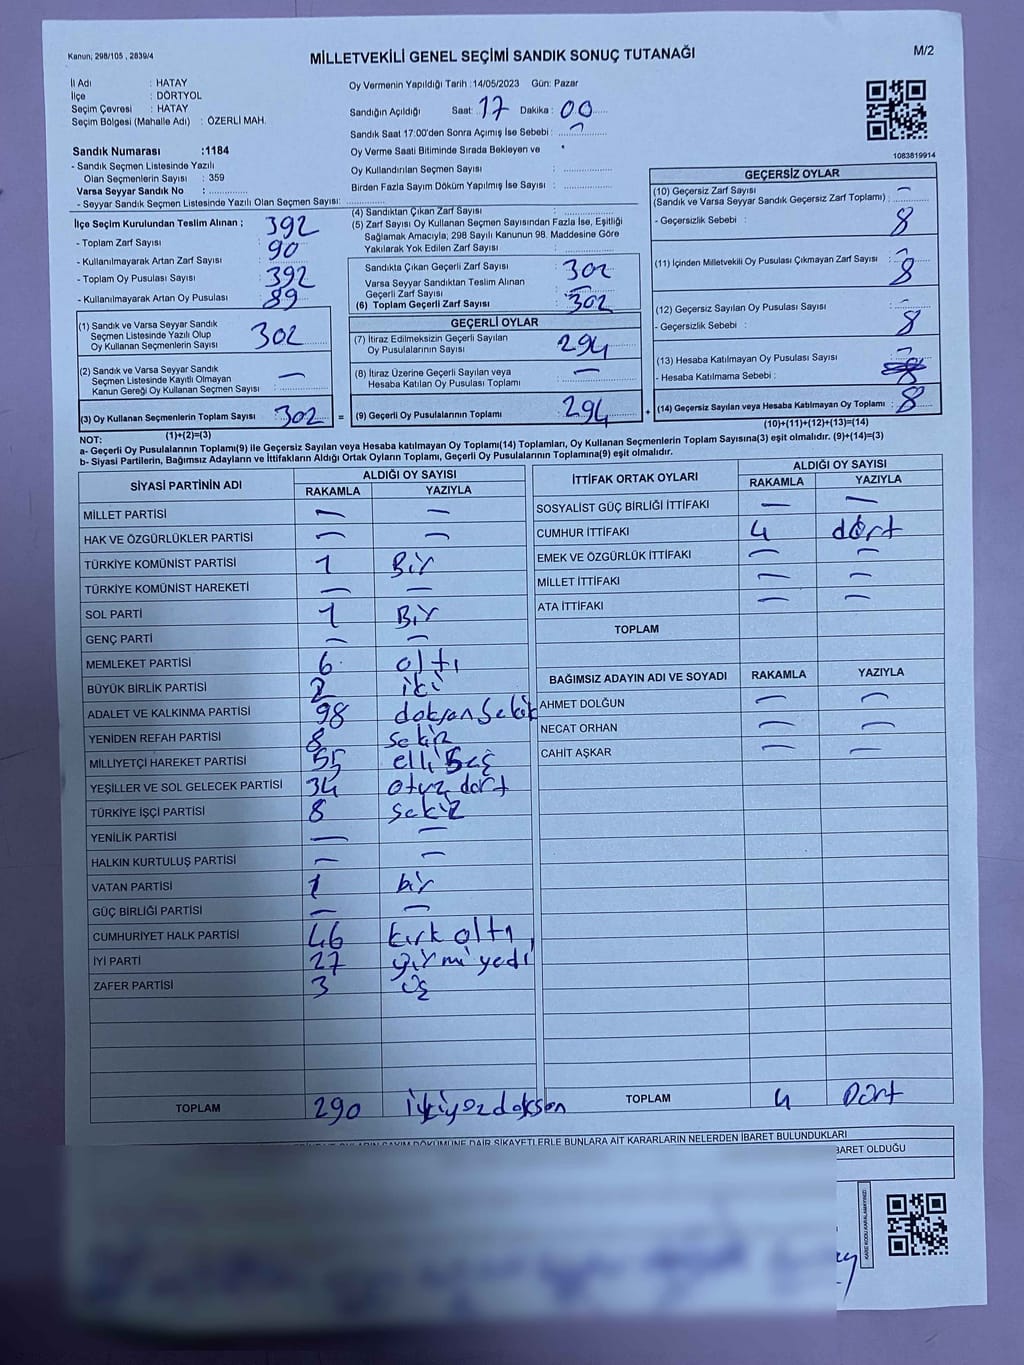 Kanun; 298/105 , 2839/4
MİLLETVEKİLİ GENEL SEÇİMİ SANDIK SONUÇ TUTANAĞI
M/2
İl Adı : HATAY
İlçe : DÖRTYOL
Seçim Çevresi : HATAY
Seçim Bölgesi (Mahalle Adı) : ÖZERLİ MAH.
Oy Vermenin Yapıldığı Tarih : 14/05/2023 Gün: Pazar
Sandığın Açıldığı Saat: 17 Dakika : 00
Sandık Saat 17:00'den Sonra Açımış İse Sebebi : —
Sandık Numarası :1184
- Sandık Seçmen Listesinde Yazılı
Olan Seçmenlerin Sayısı : 359
Varsa Seyyar Sandık No : ..............
- Seyyar Sandık Seçmen Listesinde Yazılı Olan Seçmen Sayısı: ..............
Oy Verme Saati Bitiminde Sırada Bekleyen ve
Oy Kullandırılan Seçmen Sayısı : ..............
Birden Fazla Sayım Döküm Yapılmış İse Sayısı : ..............
1083819914
İlçe Seçim Kurulundan Teslim Alınan ; 392
- Toplam Zarf Sayısı : 90
- Kullanılmayarak Artan Zarf Sayısı
- Toplam Oy Pusulası Sayısı : 392
- Kullanılmayarak Artan Oy Pusulası : 89
(1) Sandık ve Varsa Seyyar Sandık
Seçmen Listesinde Yazılı Olup
Oy Kullanan Seçmenlerin Sayısı 302
(2) Sandık ve Varsa Seyyar Sandık
Seçmen Listesinde Kayıtlı Olmayan
Kanun Gereği Oy Kullanan Seçmen Sayısı : —
(3) Oy Kullanan Seçmenlerin Toplam Sayısı : 302 =
(1)+(2)=(3)
(4) Sandıktan Çıkan Zarf Sayısı : ..............
(5) Zarf Sayısı Oy Kullanan Seçmen Sayısından Fazla İse, Eşitliği
Sağlamak Amacıyla; 298 Sayılı Kanunun 98. Maddesine Göre
Yakılarak Yok Edilen Zarf Sayısı : ..............
Sandıkta Çıkan Geçerli Zarf Sayısı : 302
Varsa Seyyar Sandıktan Teslim Alınan
Geçerli Zarf Sayısı : —
(6) Toplam Geçerli Zarf Sayısı : 302
GEÇERLİ OYLAR
(7) İtiraz Edilmeksizin Geçerli Sayılan
Oy Pusulalarının Sayısı : 294
(8) İtiraz Üzerine Geçerli Sayılan veya
Hesaba Katılan Oy Pusulası Toplamı : —
(9) Geçerli Oy Pusulalarının Toplamı : 294 +
GEÇERSİZ OYLAR
(10) Geçersiz Zarf Sayısı : —
(Sandık ve Varsa Seyyar Sandık Geçersiz Zarf Toplamı) :
- Geçersizlik Sebebi : 8
(11) İçinden Milletvekili Oy Pusulası Çıkmayan Zarf Sayısı : 8
(12) Geçersiz Sayılan Oy Pusulası Sayısı : —
- Geçersizlik Sebebi : 8
(13) Hesaba Katılmayan Oy Pusulası Sayısı : —
- Hesaba Katılmama Sebebi :
(14) Geçersiz Sayılan veya Hesaba Katılmayan Oy Toplamı : 8
(10)+(11)+(12)+(13)=(14)
NOT:
a- Geçerli Oy Pusulalarının Toplamı(9) ile Geçersiz Sayılan veya Hesaba katılmayan Oy Toplamı(14) Toplamları, Oy Kullanan Seçmenlerin Toplam Sayısına(3) eşit olmalıdır. (9)+(14)=(3)
b- Siyasi Partilerin, Bağımsız Adayların ve İttifakların Aldığı Ortak Oyların Toplamı, Geçerli Oy Pusulalarının Toplamına(9) eşit olmalıdır.
SİYASİ PARTİNİN ADI ALDIĞI OY SAYISI
RAKAMLA YAZIYLA
MİLLET PARTİSİ — —
HAK VE ÖZGÜRLÜKLER PARTİSİ — —
TÜRKİYE KOMÜNİST PARTİSİ 1 Bir
TÜRKİYE KOMÜNİST HAREKETİ — —
SOL PARTİ 1 Bir
GENÇ PARTİ — —
MEMLEKET PARTİSİ 6 altı
BÜYÜK BİRLİK PARTİSİ 2 iki
ADALET VE KALKINMA PARTİSİ 98 doksan sekiz
YENİDEN REFAH PARTİSİ 8 sekiz
MİLLİYETÇİ HAREKET PARTİSİ 55 elli Beş
YEŞİLLER VE SOL GELECEK PARTİSİ 34 otuz dört
TÜRKİYE İŞÇİ PARTİSİ 8 sekiz
YENİLİK PARTİSİ — —
HALKIN KURTULUŞ PARTİSİ — —
VATAN PARTİSİ 1 bir
GÜÇ BİRLİĞİ PARTİSİ — —
CUMHURİYET HALK PARTİSİ 46 kırk altı
İYİ PARTİ 27 yirmi yedi
ZAFER PARTİSİ 3 üç
TOPLAM 290 ikiyüzdoksan
İTTİFAK ORTAK OYLARI ALDIĞI OY SAYISI
RAKAMLA YAZIYLA
SOSYALİST GÜÇ BİRLİĞİ İTTİFAKI — —
CUMHUR İTTİFAKI 4 dört
EMEK VE ÖZGÜRLÜK İTTİFAKI — —
MİLLET İTTİFAKI — —
ATA İTTİFAKI — —
TOPLAM
BAĞIMSIZ ADAYIN ADI VE SOYADI RAKAMLA YAZIYLA
AHMET DOLĞUN — —
NECAT ORHAN — —
CAHİT AŞKAR — —
TOPLAM 4 Dört
SAYIM DÖKÜMÜNE DAİR ŞİKAYETLERLE BUNLARA AİT KARARLARIN NELERDEN İBARET BULUNDUKLARI
BARET OLDUĞU
KARE KODU KARALAMAYINIZ!